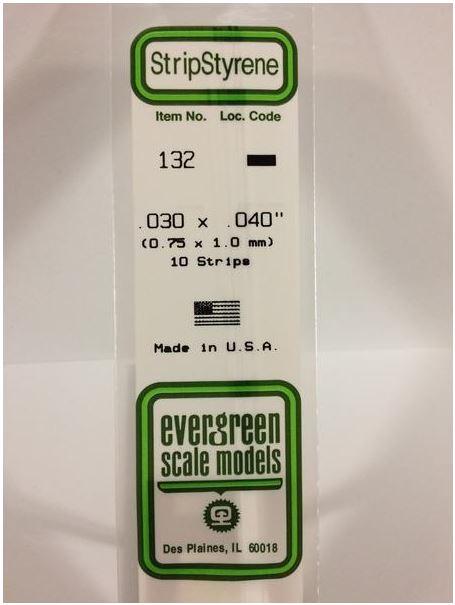 StripStyrene
Item No. Loc. Code
132
.030 x .040"
(0.75 x 1.0 mm)
10 Strips
Made in U.S.A.
evergreen
scale models
Des Plaines, IL 60018